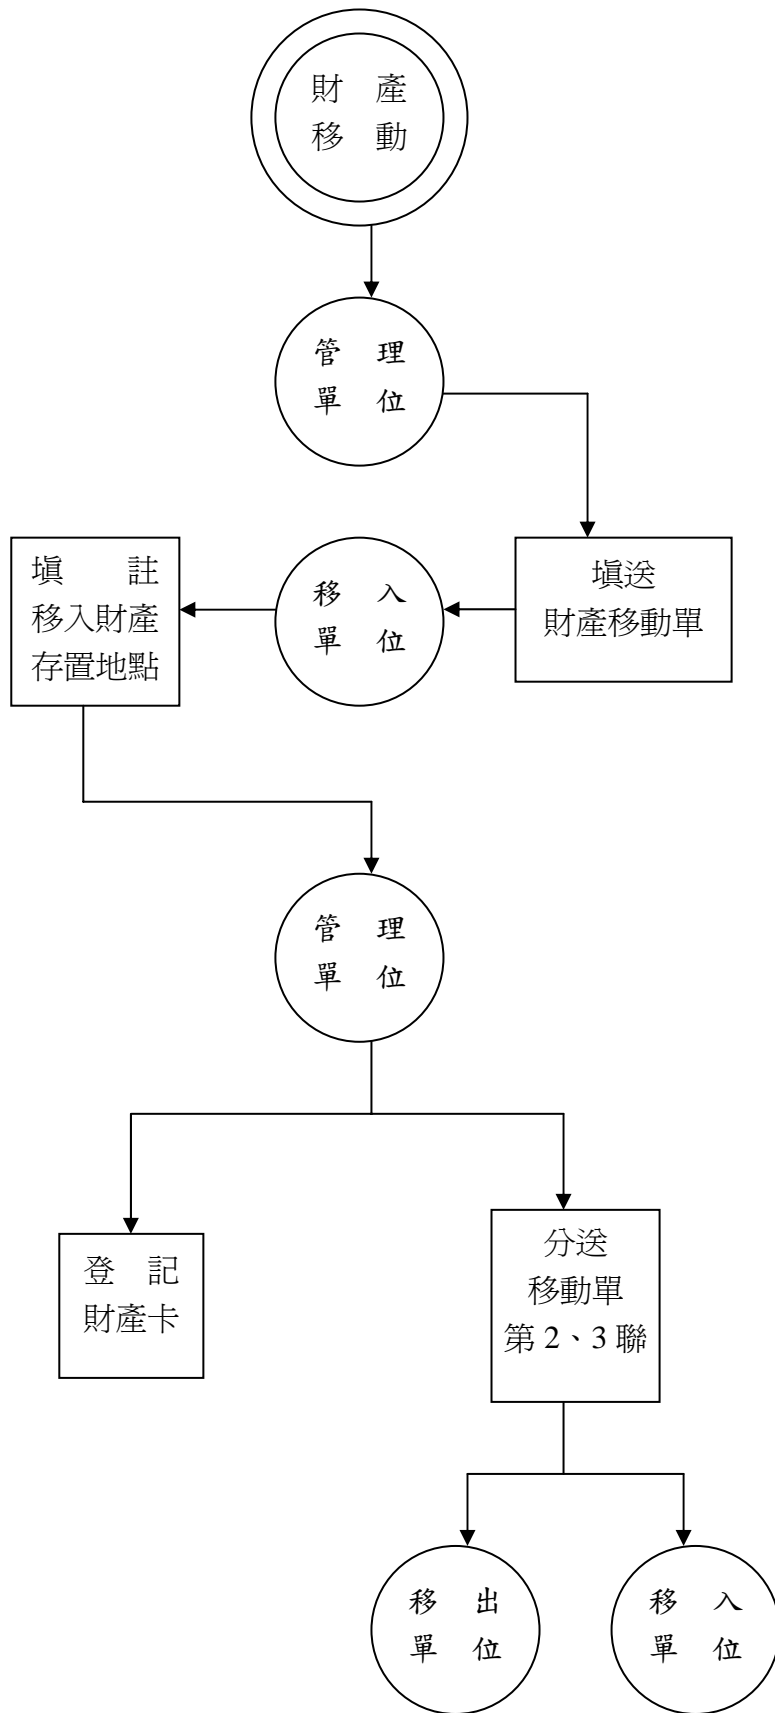 財　產
移　動
管　理
單　位
填送
財產移動單
移　入
單　位
填　　註
移入財產
存置地點
管　理
單　位
登　記
財產卡
分送
移動單
第 2、3 聯
移　出
單　位
移　入
單　位